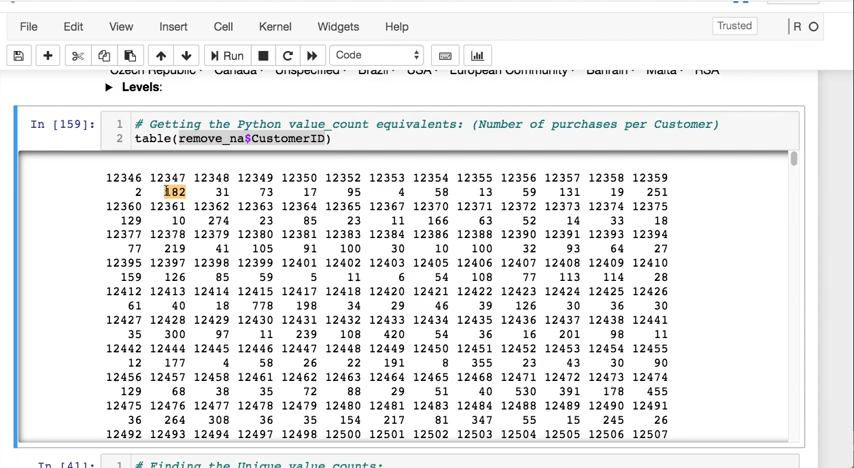 File Edit View Insert Cell Kernel Widgets Help Trusted R
Run Code
Czech Republic · Canada · Unspecified · Brazil · USA · European Community · Bahrain · Malta · RSA
▶ Levels:
In [159]: 1 # Getting the Python value_count equivalents: (Number of purchases per Customer)
2 table(remove_na$CustomerID)
12346 12347 12348 12349 12350 12352 12353 12354 12355 12356 12357 12358 12359
2 182 31 73 17 95 4 58 13 59 131 19 251
12360 12361 12362 12363 12364 12365 12367 12370 12371 12372 12373 12374 12375
129 10 274 23 85 23 11 166 63 52 14 33 18
12377 12378 12379 12380 12381 12383 12384 12386 12388 12390 12391 12393 12394
77 219 41 105 91 100 30 10 100 32 93 64 27
12395 12397 12398 12399 12401 12402 12403 12405 12406 12407 12408 12409 12410
159 126 85 59 5 11 6 54 108 77 113 114 28
12412 12413 12414 12415 12417 12418 12420 12421 12422 12423 12424 12425 12426
61 40 18 778 198 34 29 46 39 126 30 36 30
12427 12428 12429 12430 12431 12432 12433 12434 12435 12436 12437 12438 12441
35 300 97 11 239 108 420 54 36 16 201 98 11
12442 12444 12445 12446 12447 12448 12449 12450 12451 12452 12453 12454 12455
12 177 4 58 26 22 191 8 355 23 43 30 90
12456 12457 12458 12461 12462 12463 12464 12465 12468 12471 12472 12473 12474
129 68 38 35 72 88 29 51 40 530 391 178 455
12475 12476 12477 12478 12479 12480 12481 12483 12484 12488 12489 12490 12491
36 264 308 36 35 154 217 81 347 55 15 245 26
12492 12493 12494 12497 12498 12500 12501 12502 12503 12504 12505 12506 12507
In [41]: 1 # Finding the Unique value counts: